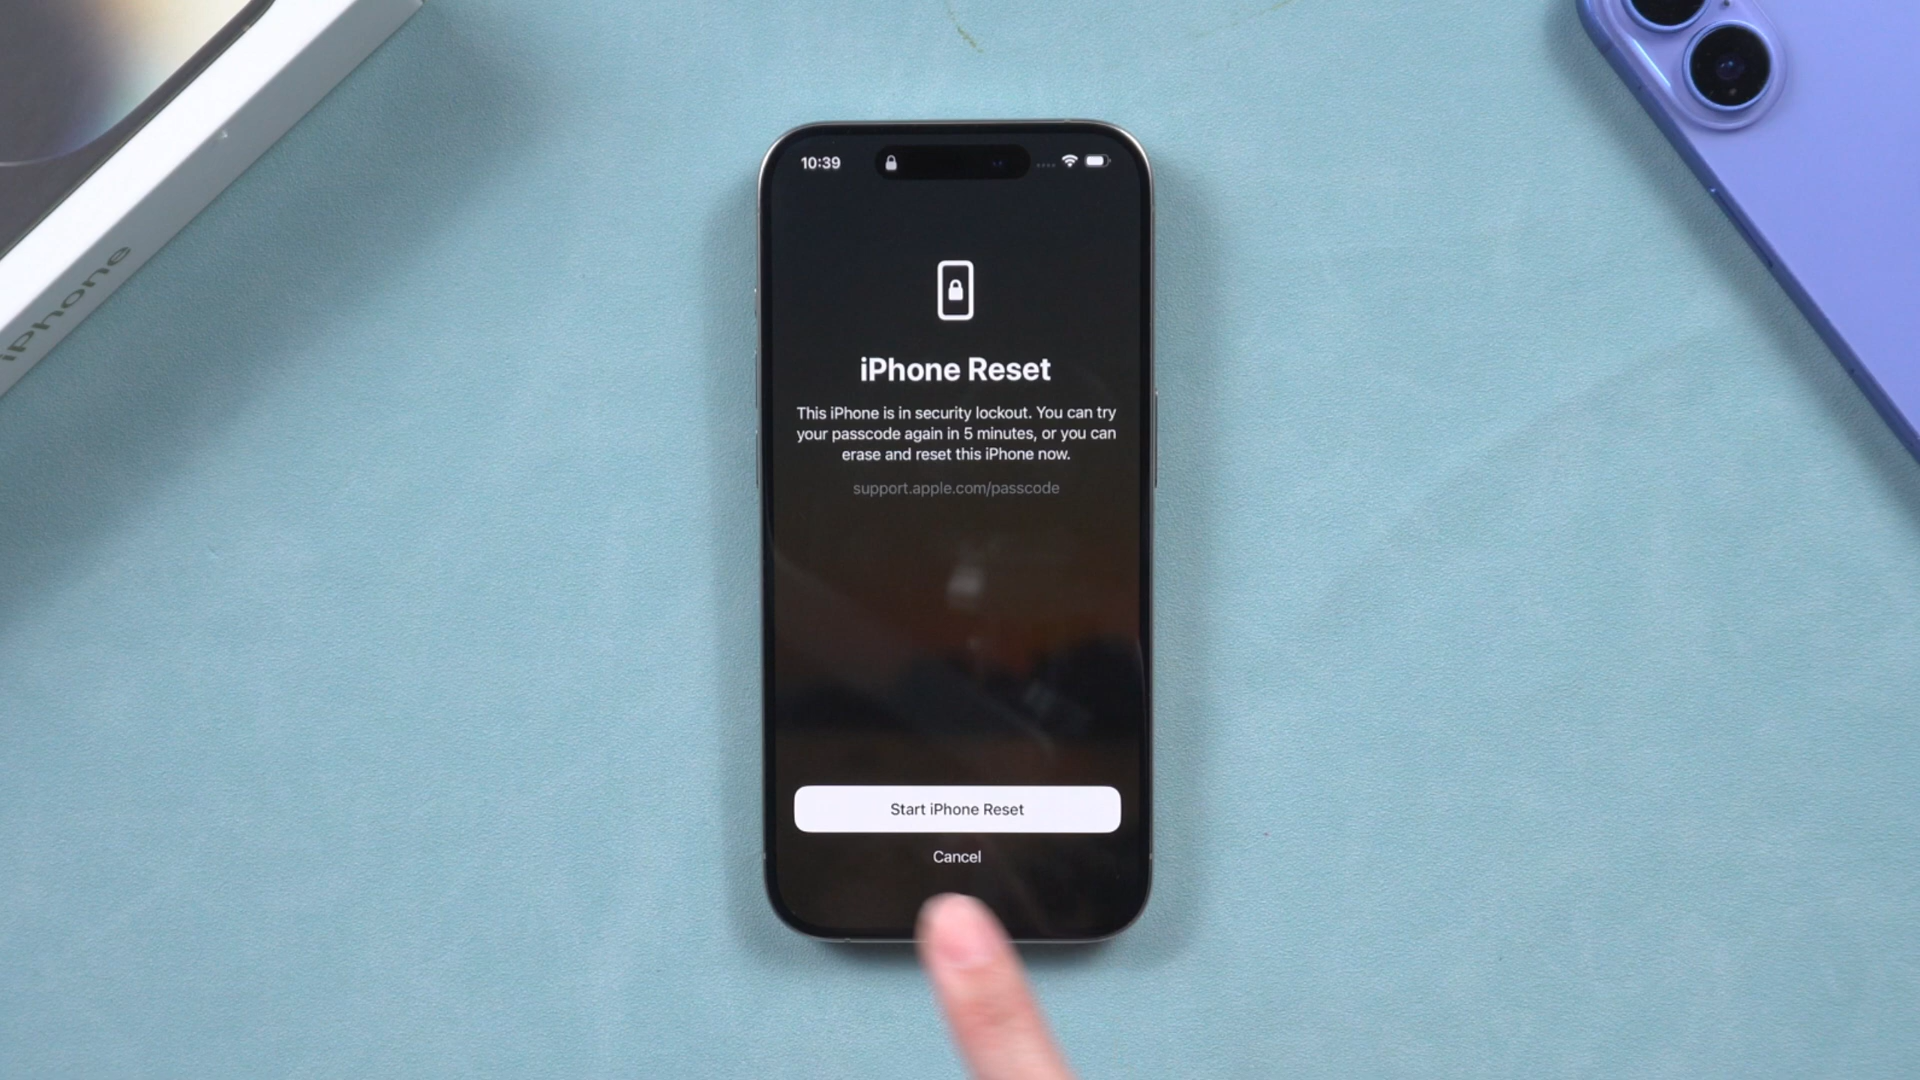 iPhone
10:39
iPhone Reset
This iPhone is in security lockout. You can try
your passcode again in 5 minutes, or you can
erase and reset this iPhone now.
support.apple.com/passcode
Start iPhone Reset
Cancel